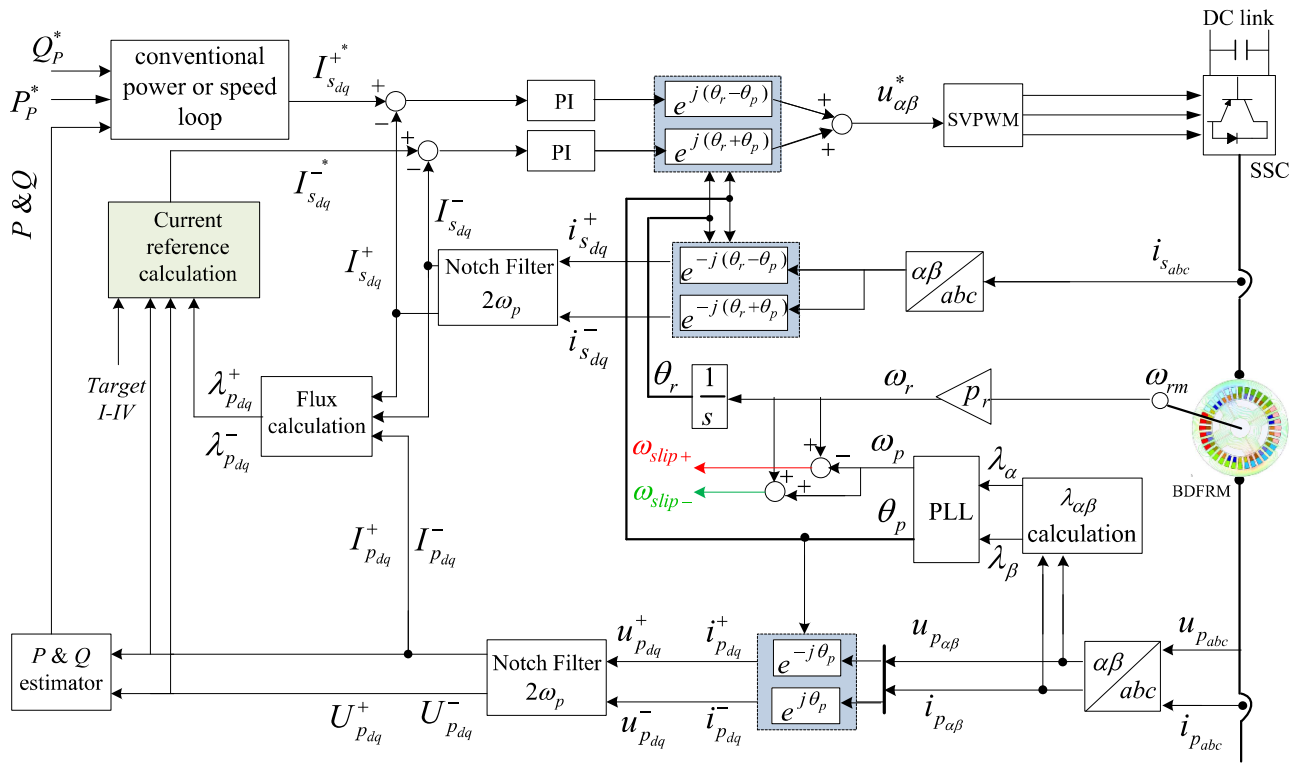 DC link
Q_P^*
conventional
power or speed
loop
I_{s_{dq}}^{+*}
+
−
PI
e^{j(θ_r−θ_p)}
+
u_{αβ}^*
SVPWM
P_P^*
+
−
PI
e^{j(θ_r+θ_p)}
+
SSC
P &Q
I_{s_{dq}}^{−*}
I_{s_{dq}}^−
Current
reference
calculation
I_{s_{dq}}^+
i_{s_{dq}}^+
Notch Filter
2ω_p
e^{−j(θ_r−θ_p)}
e^{−j(θ_r+θ_p)}
αβ
abc
i_{s_{abc}}
i_{s_{dq}}^−
Target
I-IV
λ_{p_{dq}}^+
λ_{p_{dq}}^−
Flux
calculation
θ_r
1
s
ω_r
p_r
ω_{rm}
BDFRM
ω_{slip+}
+
−
ω_p
ω_{slip−}
+
+
θ_p
PLL
λ_α
λ_β
λ_{αβ}
calculation
I_{p_{dq}}^+
I_{p_{dq}}^−
P & Q
estimator
Notch Filter
2ω_p
u_{p_{dq}}^+
i_{p_{dq}}^+
e^{−jθ_p}
e^{jθ_p}
u_{p_{αβ}}
αβ
abc
u_{p_{abc}}
U_{p_{dq}}^+
U_{p_{dq}}^−
u_{p_{dq}}^−
i_{p_{dq}}^−
i_{p_{αβ}}
i_{p_{abc}}